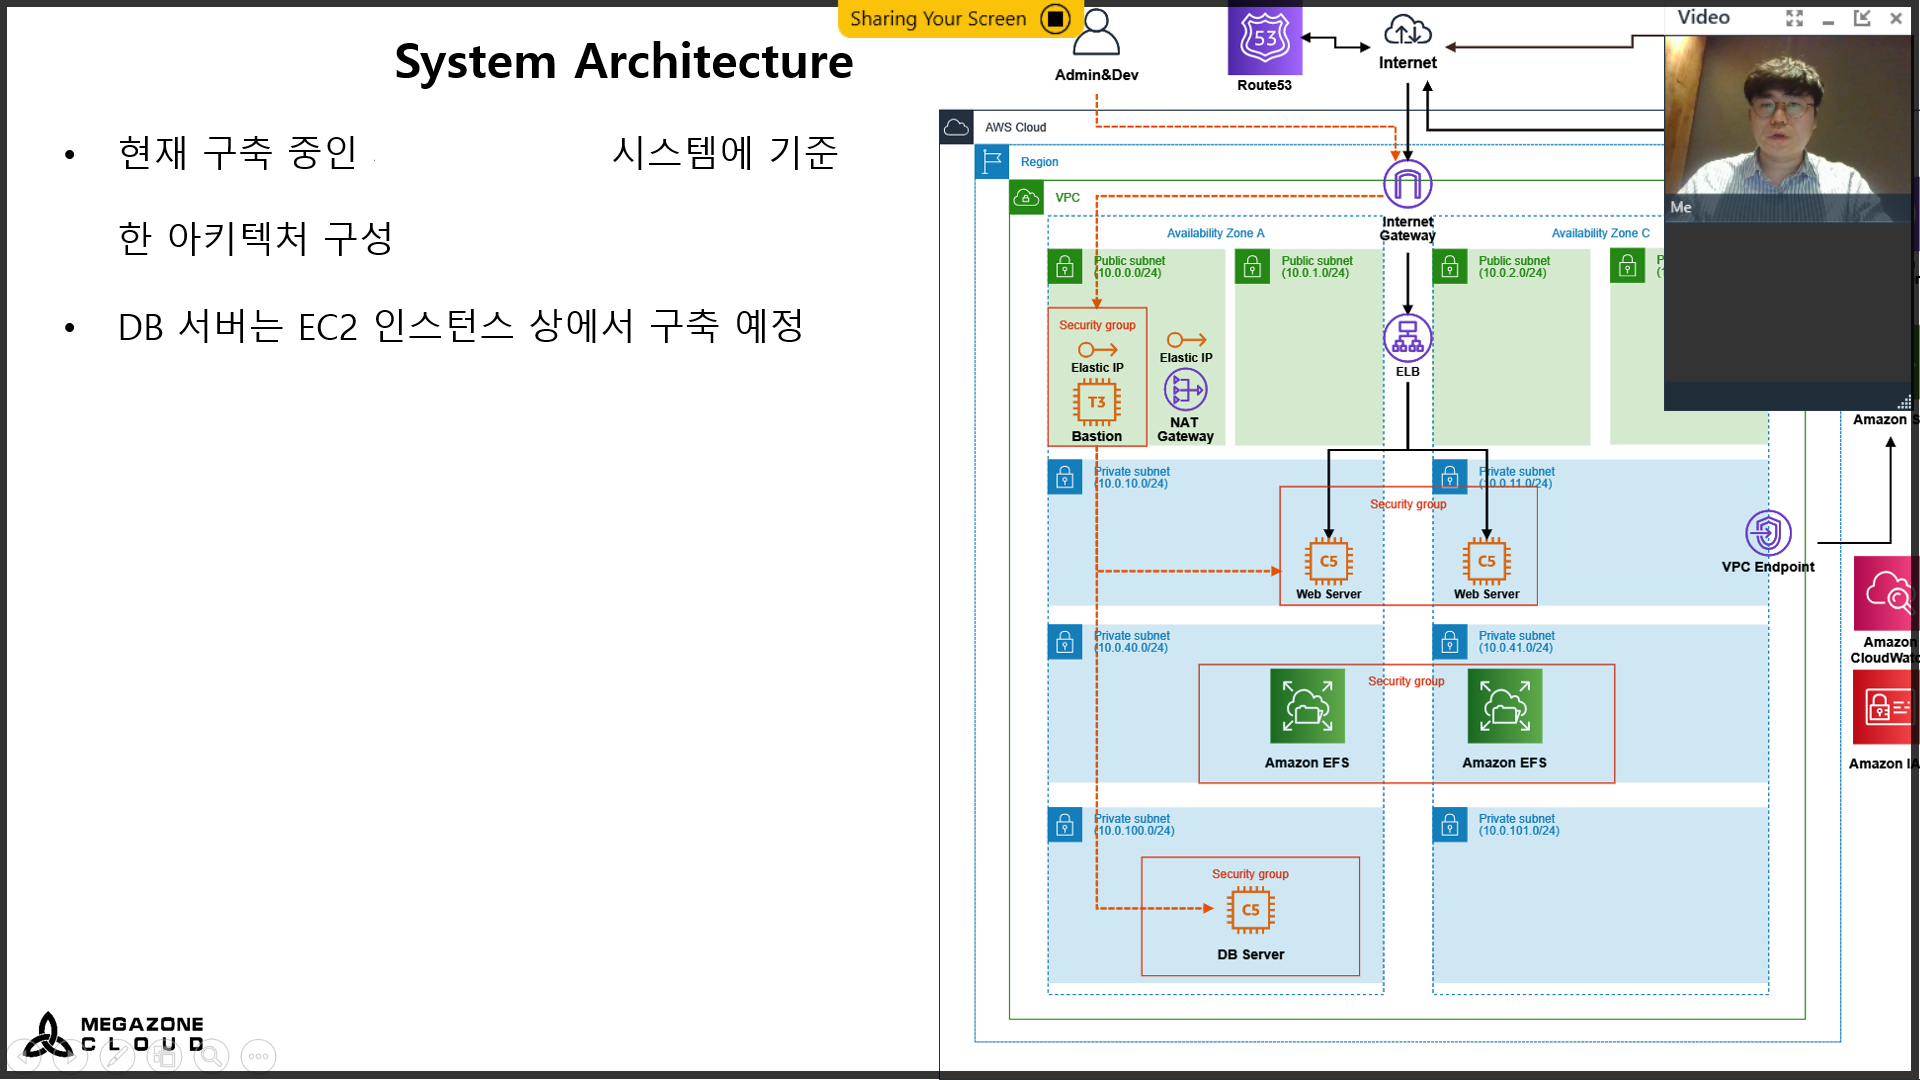 Sharing Your Screen
Video
System Architecture
현재 구축 중인 시스템에 기준
한 아키텍처 구성
DB 서버는 EC2 인스턴스 상에서 구축 예정
Admin&Dev
Route53
Internet
Me
AWS Cloud
Region
VPC
Internet
Gateway
Availability Zone A
Availability Zone C
Public subnet
(10.0.0.0/24)
Public subnet
(10.0.1.0/24)
Public subnet
(10.0.2.0/24)
Security group
Elastic IP
T3
Bastion
Elastic IP
NAT
Gateway
ELB
Private subnet
(10.0.10.0/24)
Private subnet
(10.0.11.0/24)
Security group
C5
Web Server
C5
Web Server
VPC Endpoint
Amazon
Amazon
Private subnet
(10.0.40.0/24)
Private subnet
(10.0.41.0/24)
Security group
Amazon EFS
Amazon EFS
Amazon
Private subnet
(10.0.100.0/24)
Private subnet
(10.0.101.0/24)
Security group
C5
DB Server
MEGAZONE
CLOUD